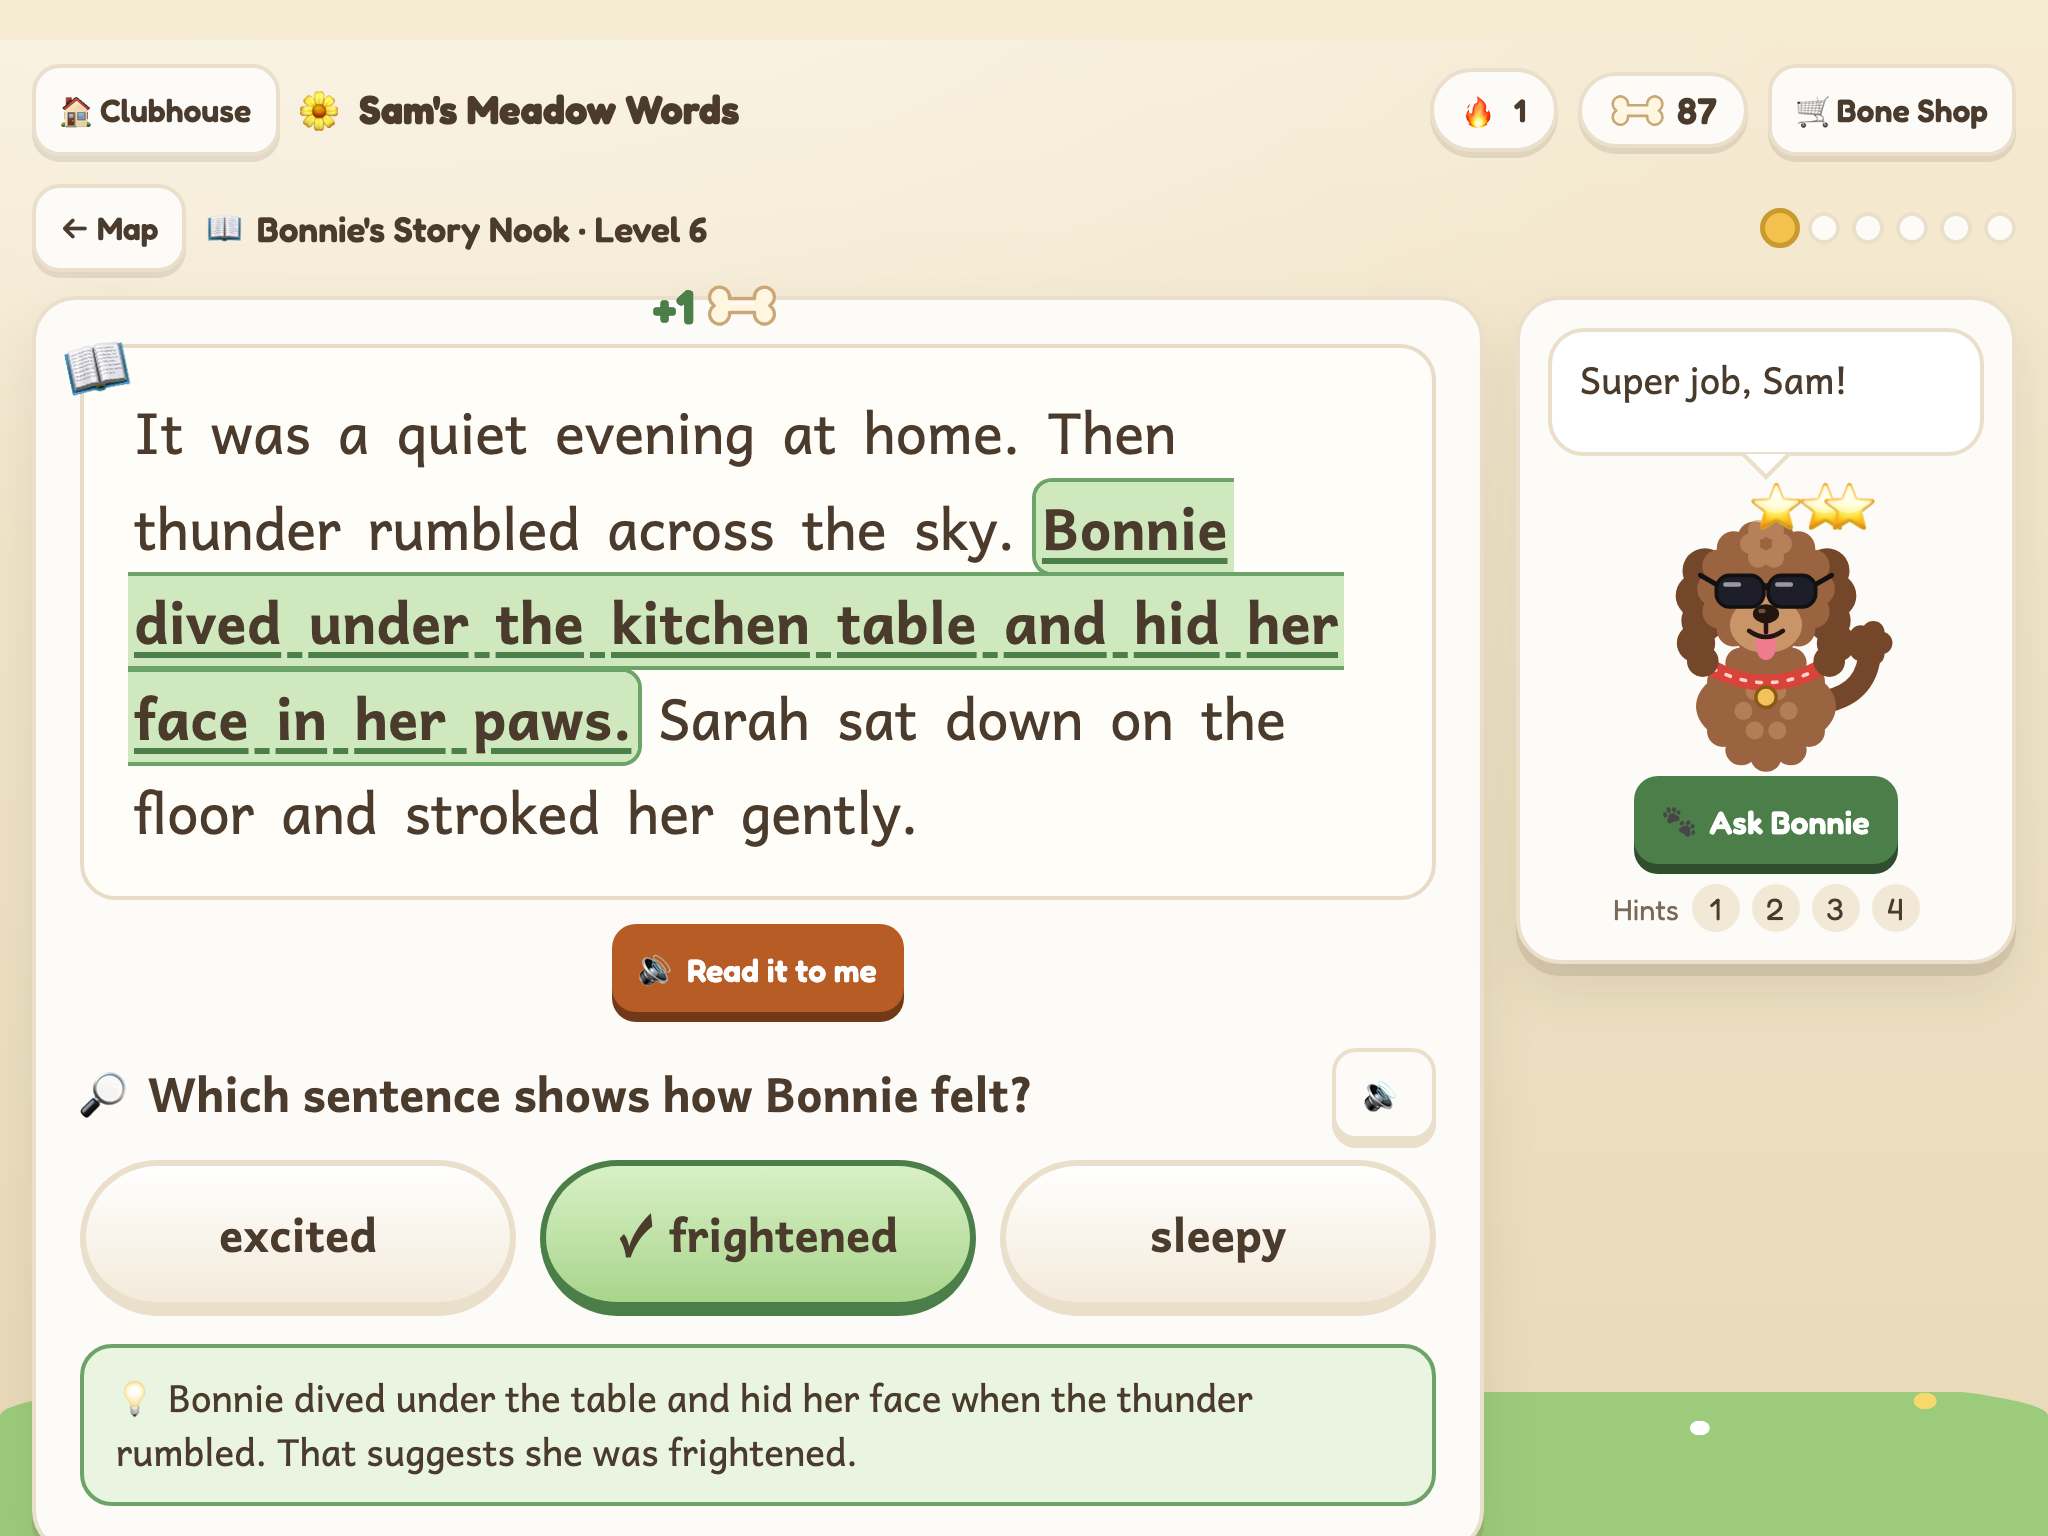 Clubhouse
Sam's Meadow Words
1
87
Bone Shop
← Map
Bonnie's Story Nook · Level 6
+1
It was a quiet evening at home. Then
thunder rumbled across the sky. Bonnie
dived under the kitchen table and hid her
face in her paws. Sarah sat down on the
floor and stroked her gently.
Read it to me
Which sentence shows how Bonnie felt?
excited
✓ frightened
sleepy
Bonnie dived under the table and hid her face when the thunder
rumbled. That suggests she was frightened.
Super job, Sam!
Ask Bonnie
Hints 1 2 3 4